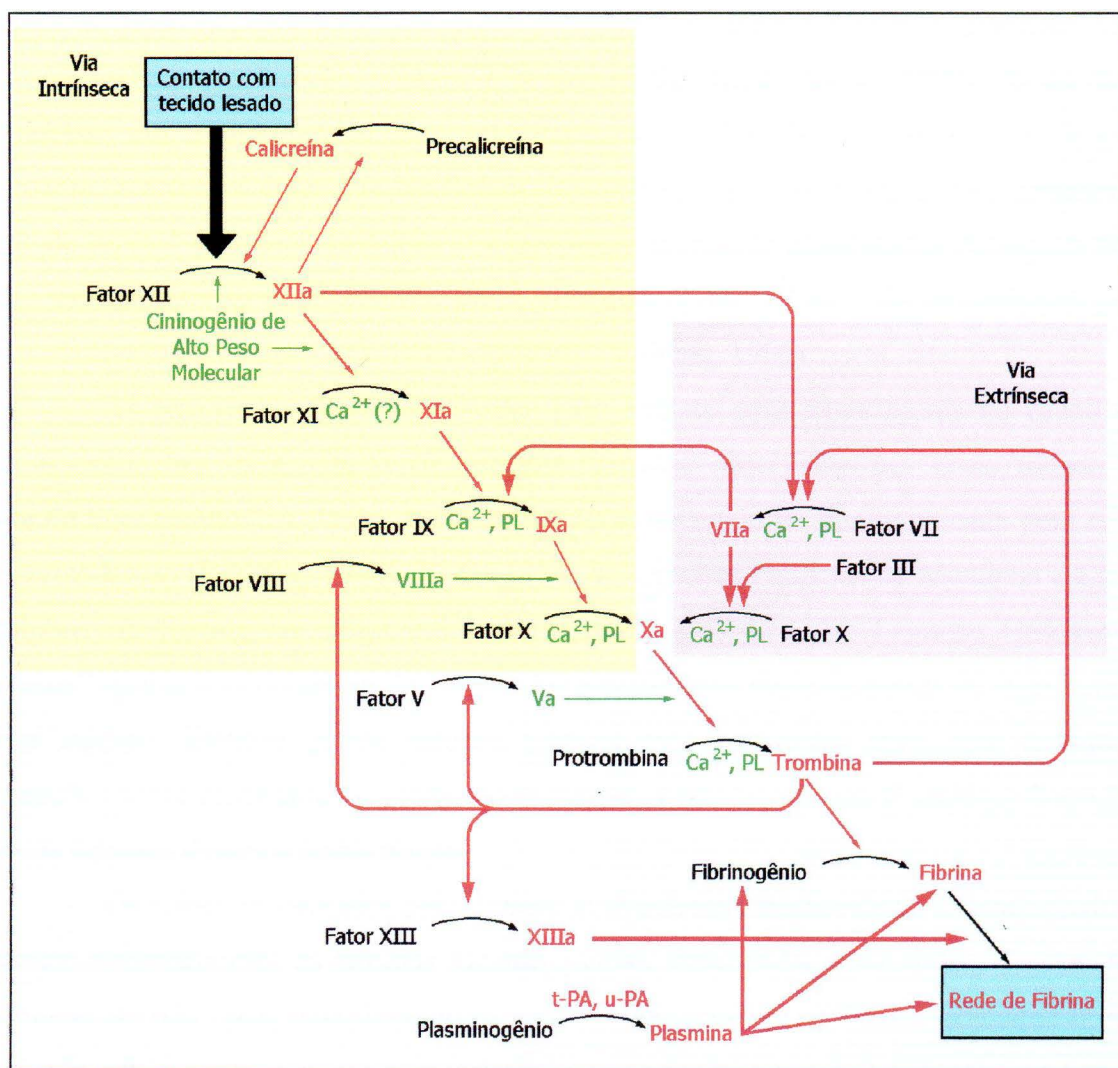 Via
Intrínseca
Contato com
tecido lesado
Calicreína
Precalicreína
Fator XII
XIIa
Cininogênio de
Alto Peso
Molecular
Via
Extrínseca
Fator XI
Ca2+ (?)
XIa
Fator IX
Ca2+, PL
IXa
VIIa
Ca2+, PL
Fator VII
Fator VIII
VIIIa
Fator III
Fator X
Ca2+, PL
Xa
Ca2+, PL
Fator X
Fator V
Va
Protrombina
Ca2+, PL
Trombina
Fibrinogênio
Fibrina
Fator XIII
XIIIa
t-PA, u-PA
Plasminogênio
Plasmina
Rede de Fibrina